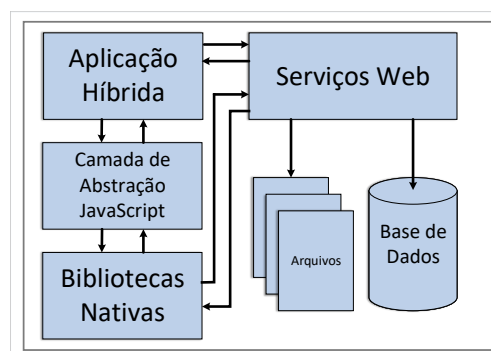 Aplicação
Híbrida
Serviços Web
Camada de
Abstração
JavaScript
Bibliotecas
Nativas
Arquivos
Base de
Dados